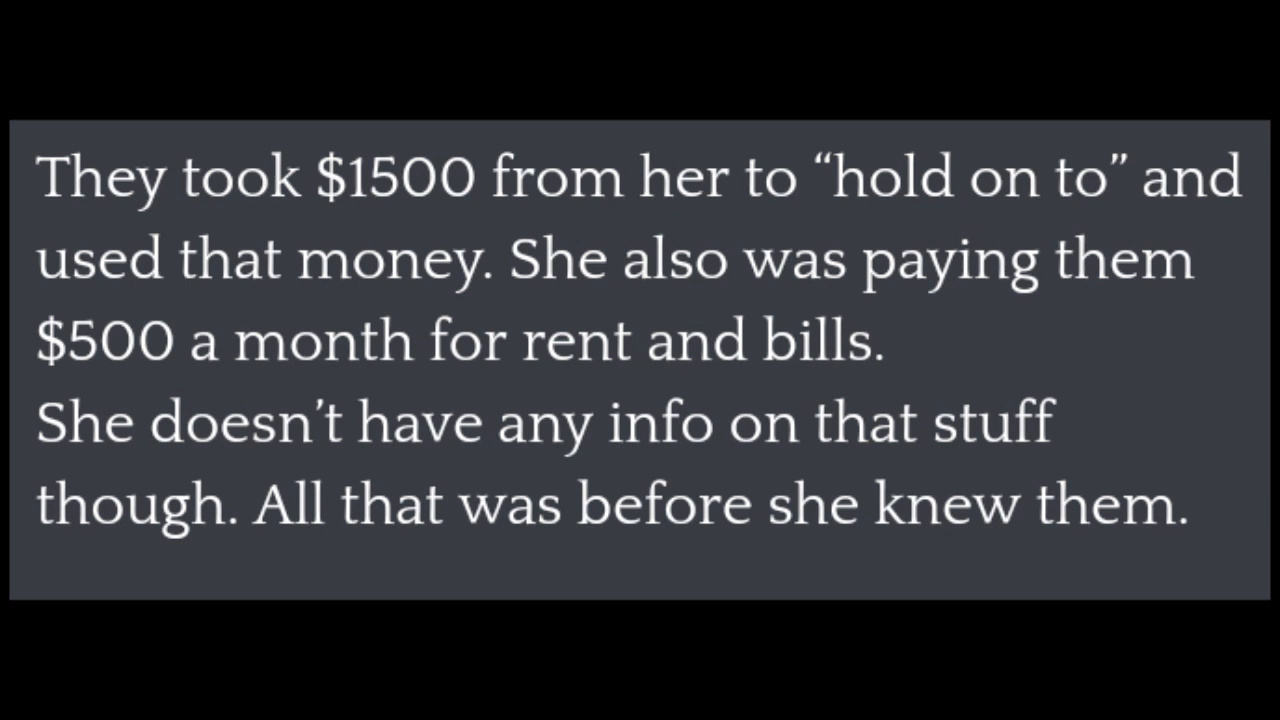 They took $1500 from her to “hold on to” and
used that money. She also was paying them
$500 a month for rent and bills.
She doesn’t have any info on that stuff
though. All that was before she knew them.